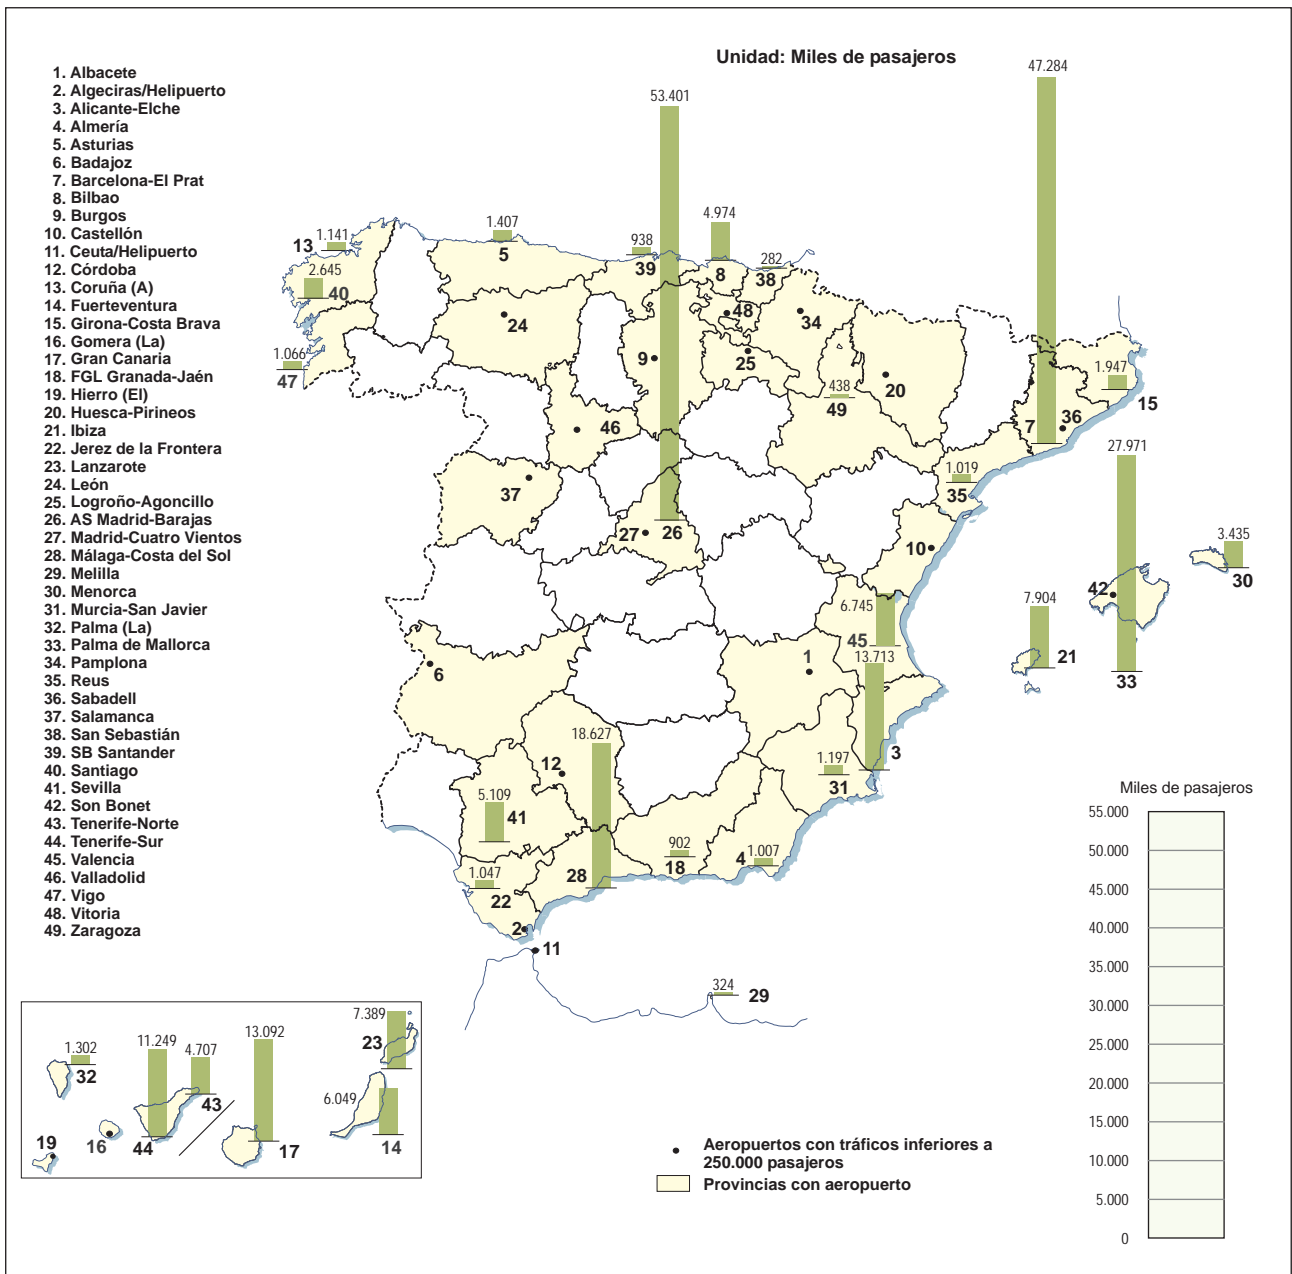 Unidad: Miles de pasajeros
1. Albacete
2. Algeciras/Helipuerto
3. Alicante-Elche
4. Almería
5. Asturias
6. Badajoz
7. Barcelona-El Prat
8. Bilbao
9. Burgos
10. Castellón
11. Ceuta/Helipuerto
12. Córdoba
13. Coruña (A)
14. Fuerteventura
15. Girona-Costa Brava
16. Gomera (La)
17. Gran Canaria
18. FGL Granada-Jaén
19. Hierro (El)
20. Huesca-Pirineos
21. Ibiza
22. Jerez de la Frontera
23. Lanzarote
24. León
25. Logroño-Agoncillo
26. AS Madrid-Barajas
27. Madrid-Cuatro Vientos
28. Málaga-Costa del Sol
29. Melilla
30. Menorca
31. Murcia-San Javier
32. Palma (La)
33. Palma de Mallorca
34. Pamplona
35. Reus
36. Sabadell
37. Salamanca
38. San Sebastián
39. SB Santander
40. Santiago
41. Sevilla
42. Son Bonet
43. Tenerife-Norte
44. Tenerife-Sur
45. Valencia
46. Valladolid
47. Vigo
48. Vitoria
49. Zaragoza
47.284
53.401
1.407
4.974
1.141
13
5
938
39
8
282
38
2.645
40
24
48
34
1.066
47
9
25
20
438
49
1.947
15
46
7
36
27.971
37
1.019
35
27
26
10
3.435
30
42
6.745
7.904
45
21
1
13.713
6
33
18.627
3
12
1.197
31
5.109
41
902
18
1.007
4
1.047
22
28
2
11
324
29
Miles de pasajeros
55.000
50.000
45.000
40.000
35.000
30.000
25.000
20.000
15.000
10.000
5.000
0
7.389
23
1.302
32
11.249
4.707
13.092
6.049
43
19
16
44
17
14
Aeropuertos con tráficos inferiores a
250.000 pasajeros
Provincias con aeropuerto